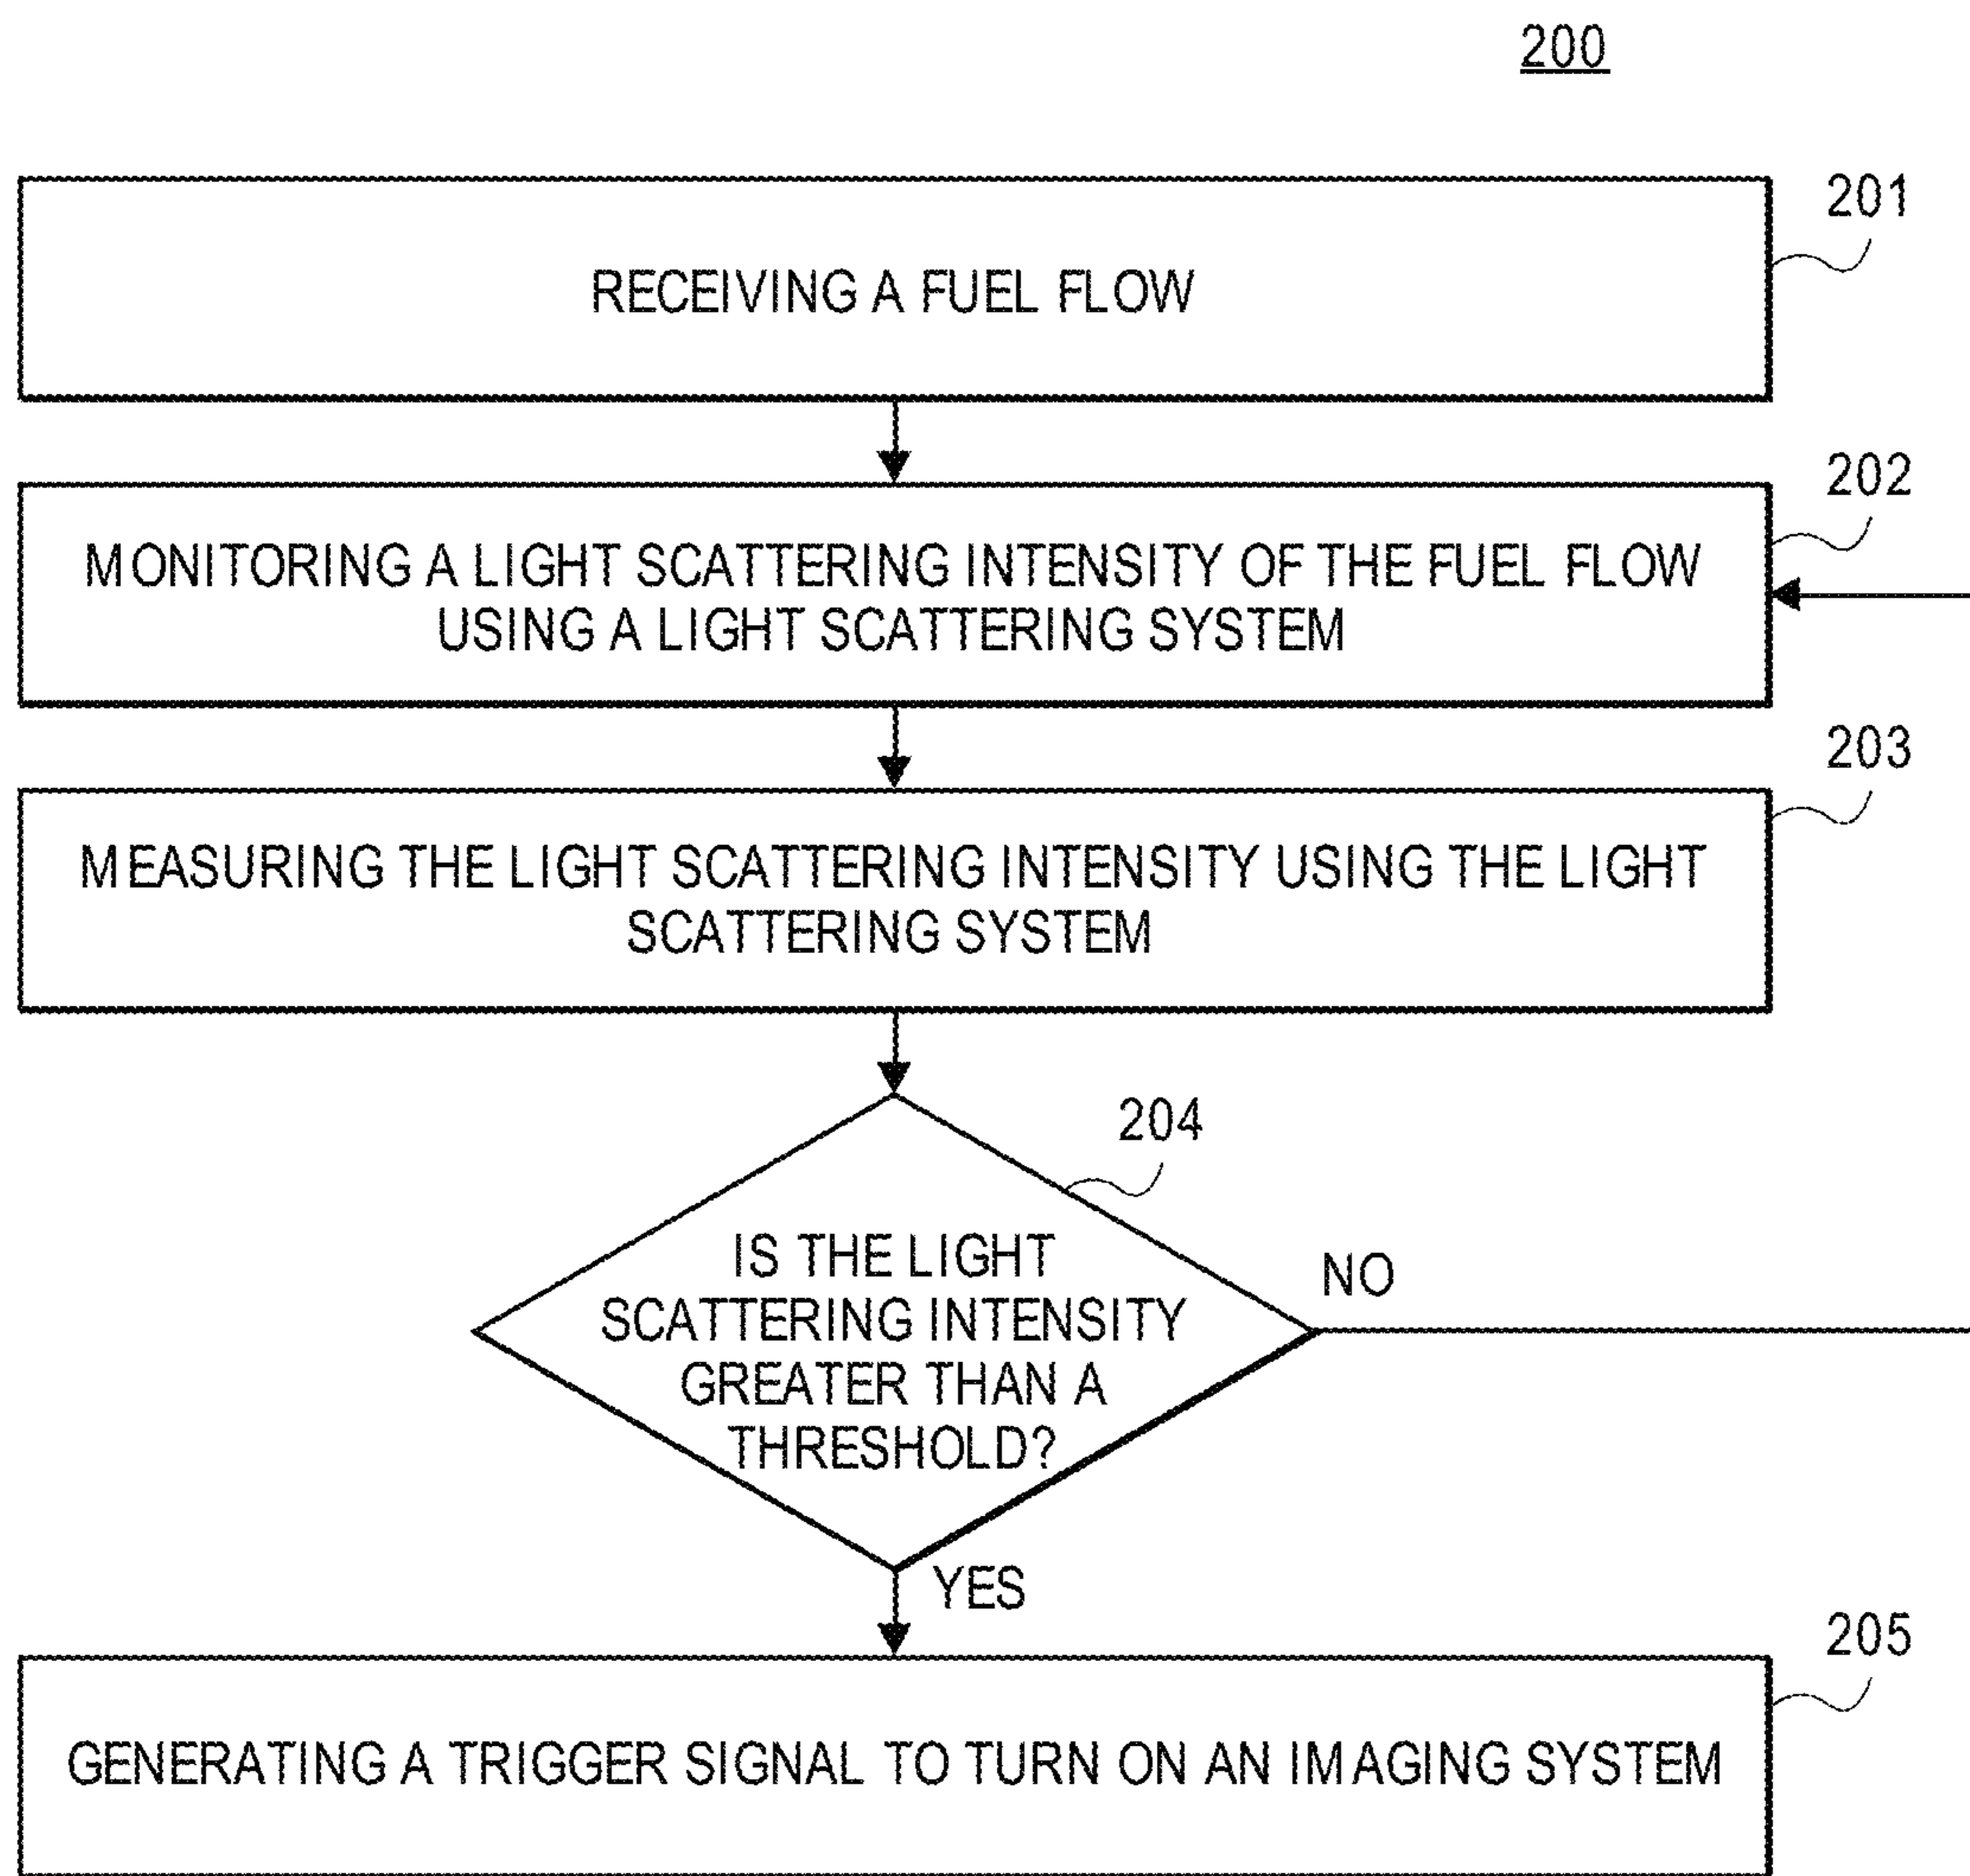 200
201
RECEIVING A FUEL FLOW
202
MONITORING A LIGHT SCATTERING INTENSITY OF THE FUEL FLOW
USING A LIGHT SCATTERING SYSTEM
203
MEASURING THE LIGHT SCATTERING INTENSITY USING THE LIGHT
SCATTERING SYSTEM
204
IS THE LIGHT
SCATTERING INTENSITY
GREATER THAN A
THRESHOLD?
NO
YES
205
GENERATING A TRIGGER SIGNAL TO TURN ON AN IMAGING SYSTEM